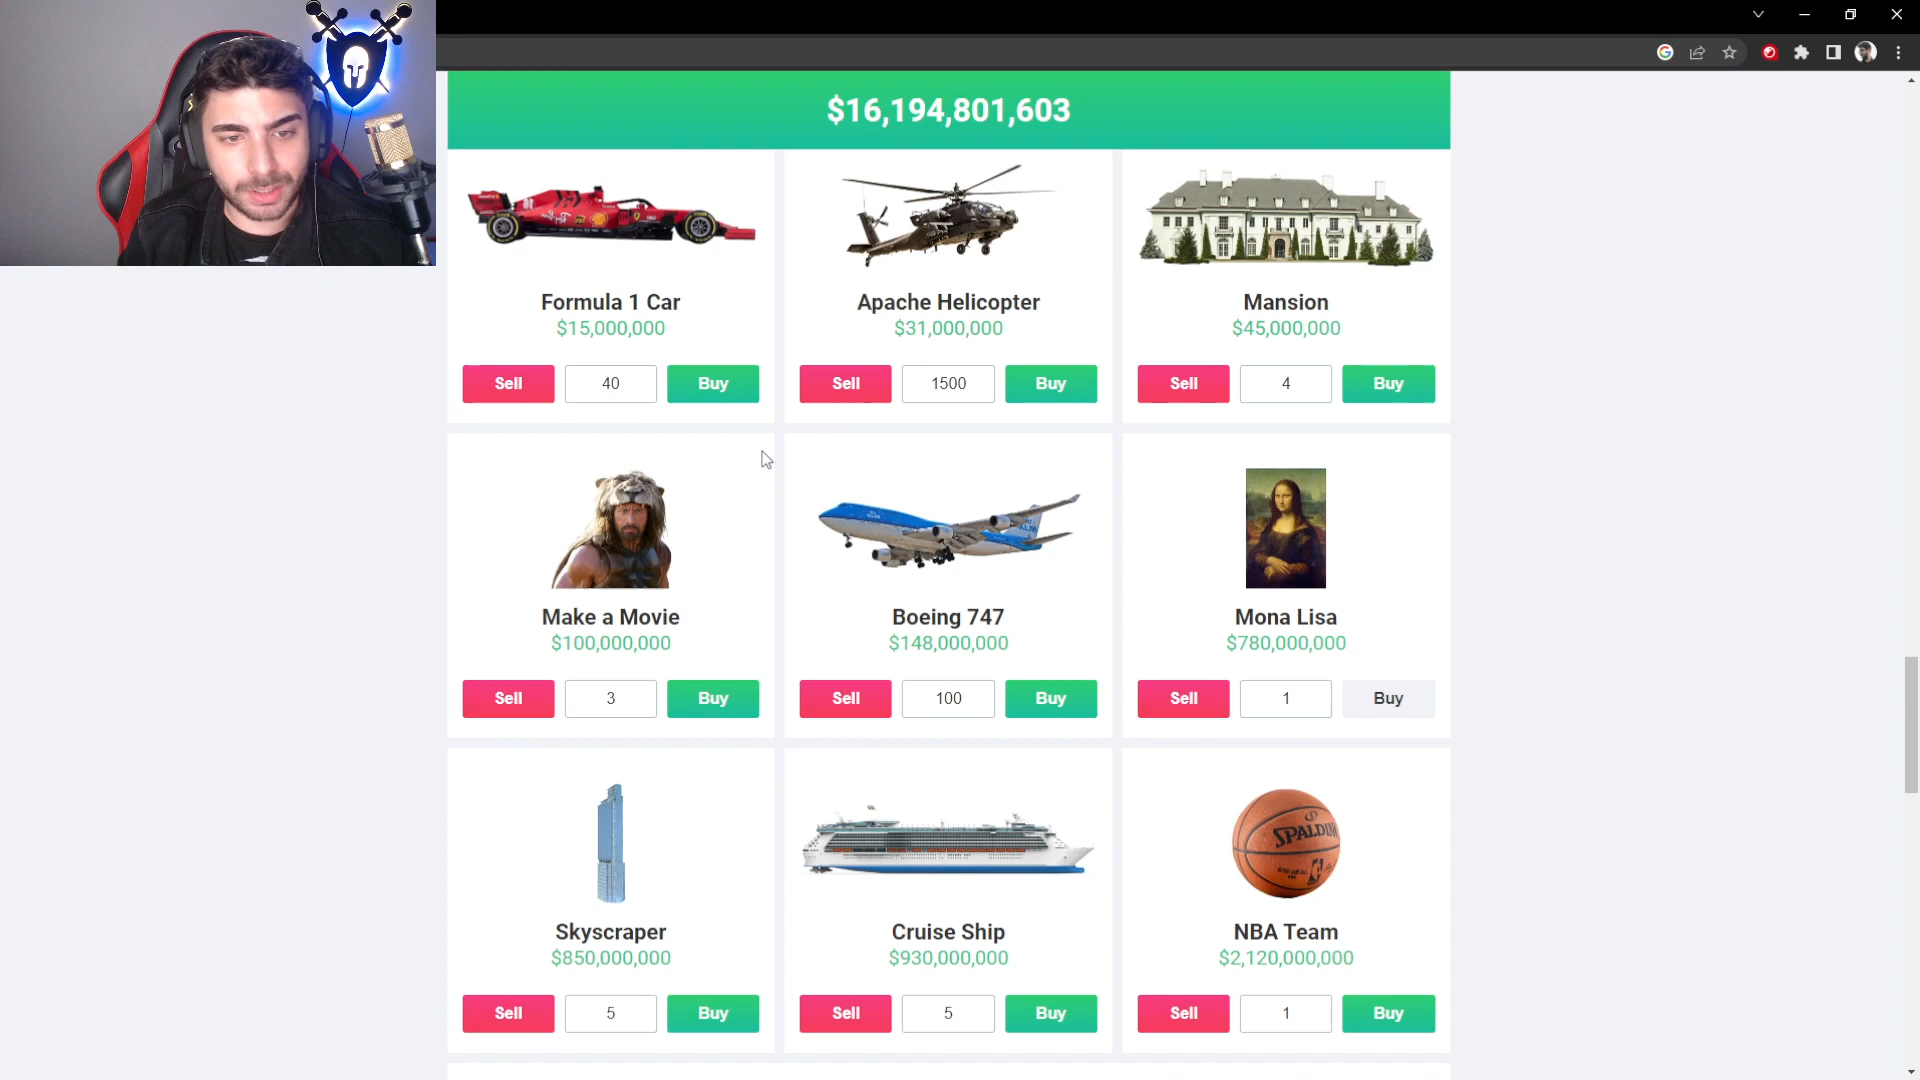 $16,194,801,603
Formula 1 Car
$15,000,000
Sell 40 Buy
Apache Helicopter
$31,000,000
Sell 1500 Buy
Mansion
$45,000,000
Sell 4 Buy
Make a Movie
$100,000,000
Sell 3 Buy
Boeing 747
$148,000,000
Sell 100 Buy
Mona Lisa
$780,000,000
Sell 1 Buy
Skyscraper
$850,000,000
Sell 5 Buy
Cruise Ship
$930,000,000
Sell 5 Buy
SPALDING
NBA Team
$2,120,000,000
Sell 1 Buy